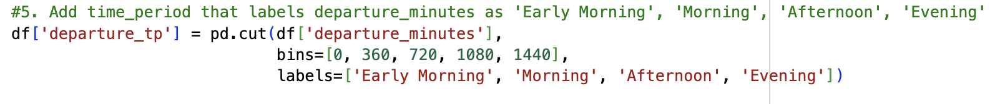 #5. Add time_period that labels departure_minutes as 'Early Morning', 'Morning', 'Afternoon', 'Evening'
df['departure_tp'] = pd.cut(df['departure_minutes'],
                            bins=[0, 360, 720, 1080, 1440],
                            labels=['Early Morning', 'Morning', 'Afternoon', 'Evening'])